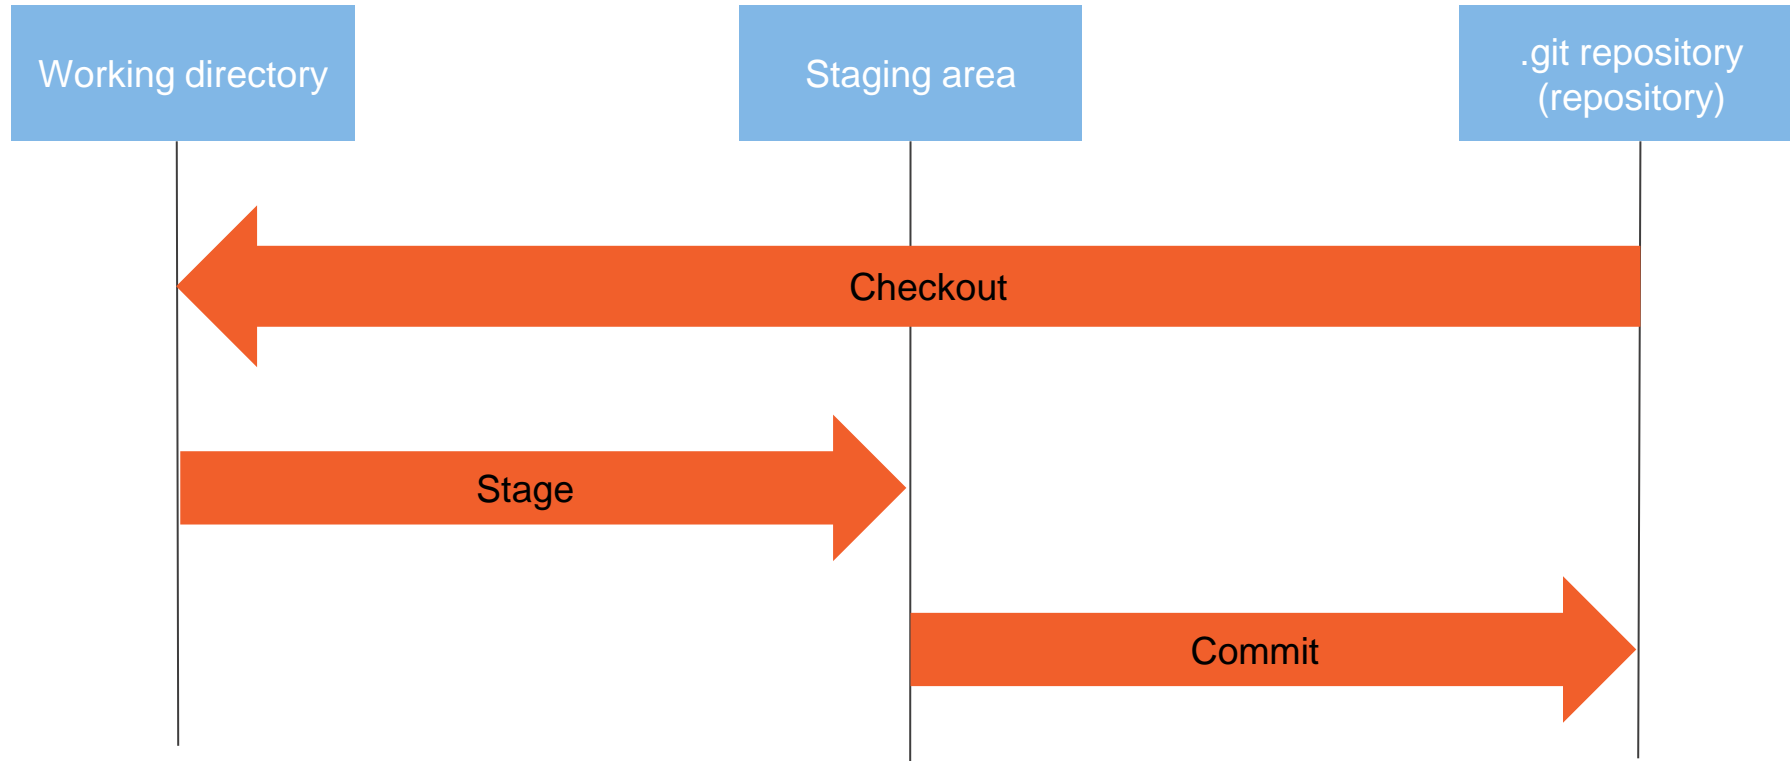 Working directory
Staging area
.git repository
(repository)
Checkout
Stage
Commit